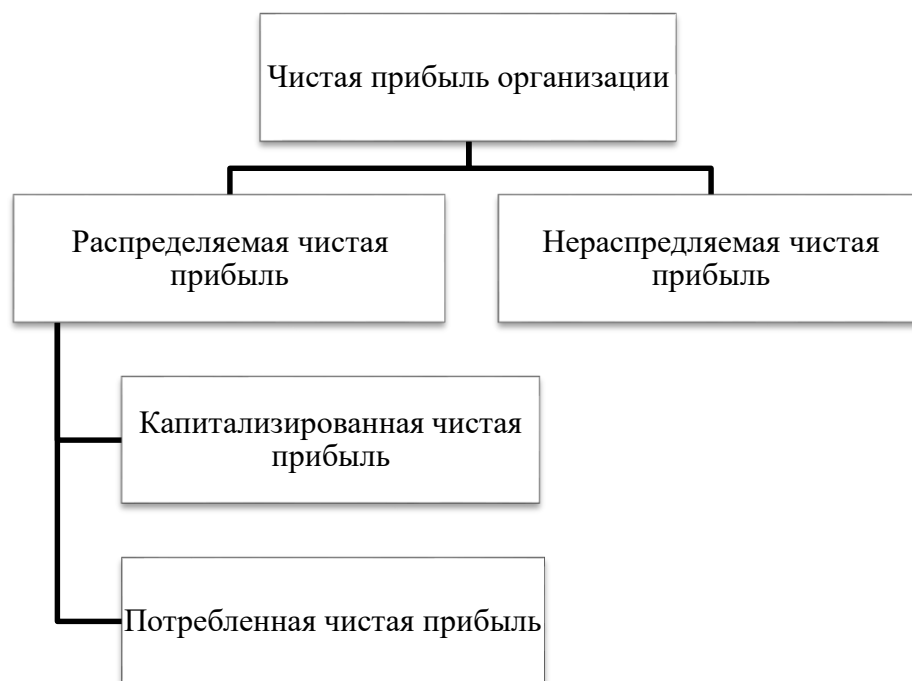 Чистая прибыль организации
Распределяемая чистая
прибыль
Нераспредляемая чистая
прибыль
Капитализированная чистая
прибыль
Потребленная чистая прибыль